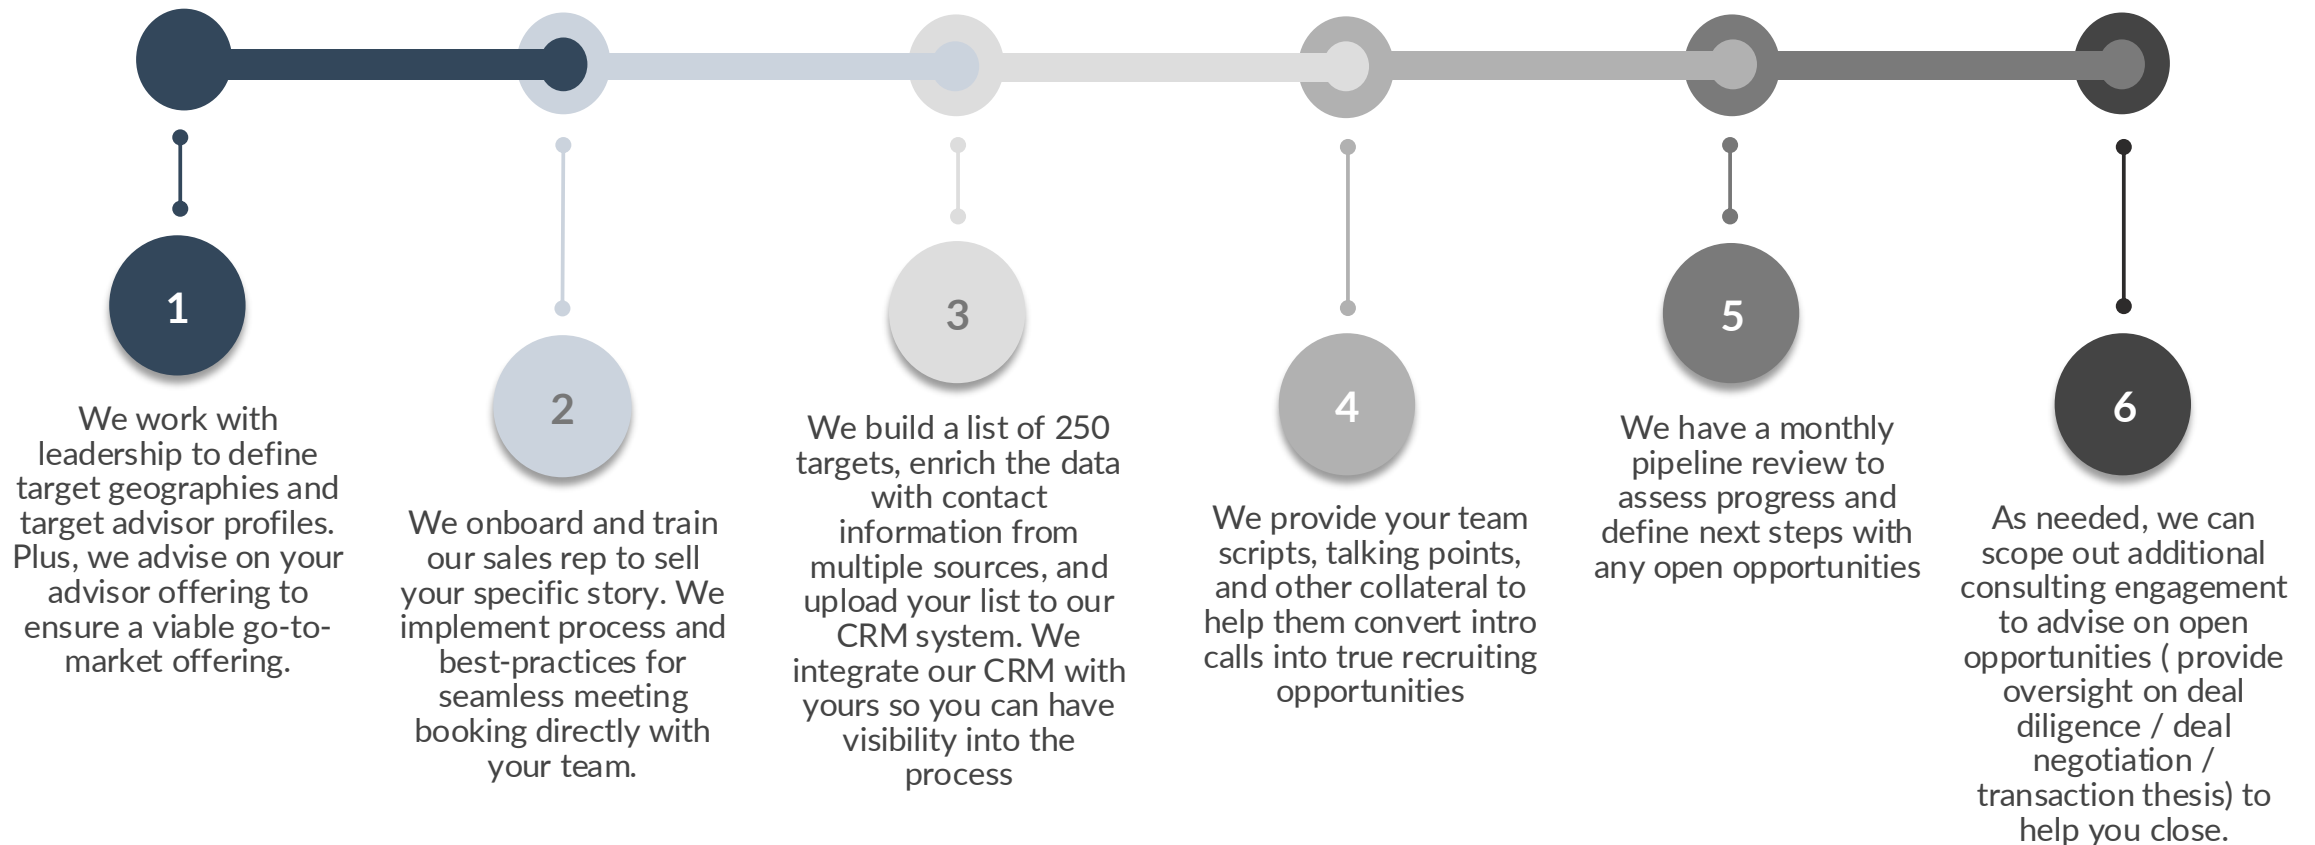 1
We work with
leadership to define
target geographies and
target advisor profiles.
Plus, we advise on your
advisor offering to
ensure a viable go-to-
market offering.
2
We onboard and train
our sales rep to sell
your specific story. We
implement process and
best-practices for
seamless meeting
booking directly with
your team.
3
We build a list of 250
targets, enrich the data
with contact
information from
multiple sources, and
upload your list to our
CRM system. We
integrate our CRM with
yours so you can have
visibility into the
process
4
We provide your team
scripts, talking points,
and other collateral to
help them convert intro
calls into true recruiting
opportunities
5
We have a monthly
pipeline review to
assess progress and
define next steps with
any open opportunities
6
As needed, we can
scope out additional
consulting engagement
to advise on open
opportunities ( provide
oversight on deal
diligence / deal
negotiation /
transaction thesis) to
help you close.